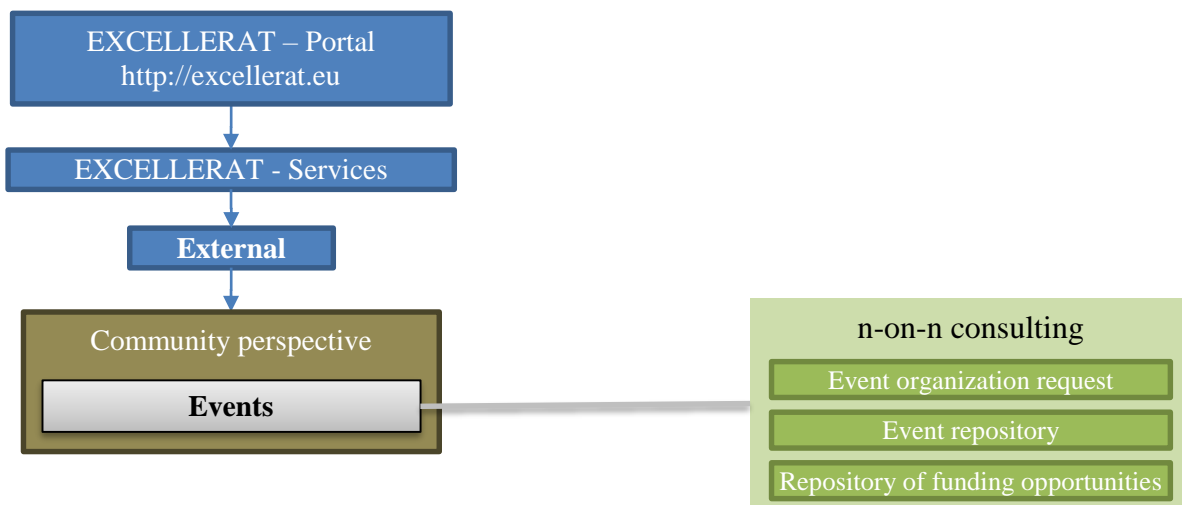 EXCELLERAT – Portal
http://excellerat.eu
EXCELLERAT - Services
External
Community perspective
Events
n-on-n consulting
Event organization request
Event repository
Repository of funding opportunities